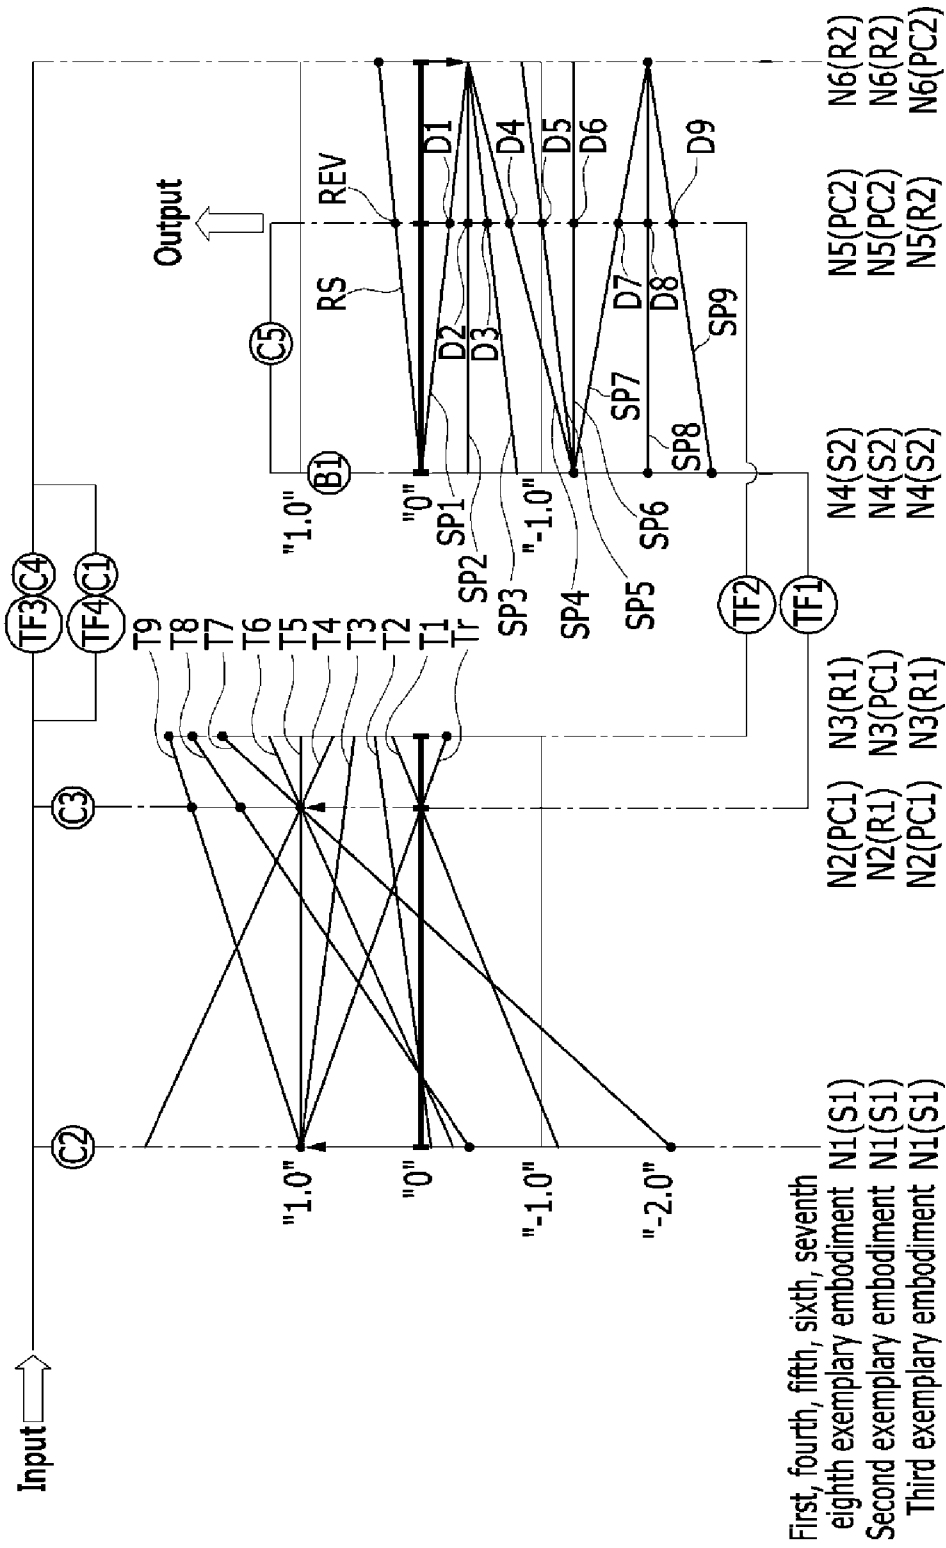 Input
Output
TF3
C4
TF4
C1
C2
C3
C5
B1
TF2
TF1
T9
T8
T7
T6
T5
T4
T3
T2
T1
Tr
"1.0"
"0"
"-1.0"
"-2.0"
"1.0"
"0"
"-1.0"
RS
REV
D1
D2
D3
D4
D5
D6
D7
D8
D9
SP1
SP2
SP3
SP4
SP5
SP6
SP7
SP8
SP9
First, fourth, fifth, sixth, seventh
eighth exemplary embodiment N1(S1) N2(PC1) N3(R1) N4(S2) N5(PC2) N6(R2)
Second exemplary embodiment N1(S1) N2(R1) N3(PC1) N4(S2) N5(PC2) N6(R2)
Third exemplary embodiment N1(S1) N2(PC1) N3(R1) N4(S2) N5(R2) N6(PC2)